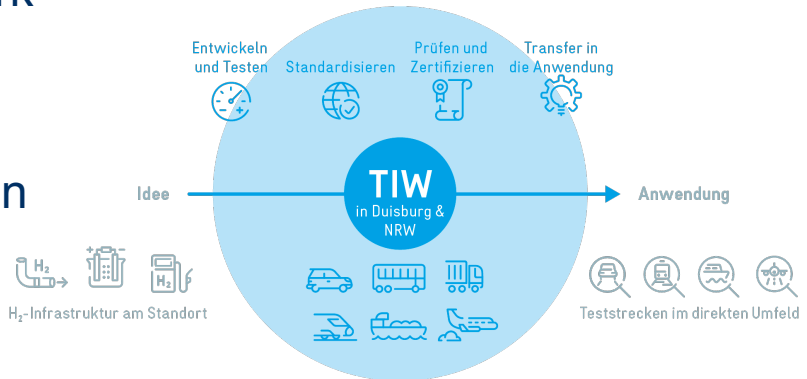 Entwickeln
und Testen
Standardisieren
Prüfen und
Zertifizieren
Transfer in
die Anwendung
n
Idee
TIW
in Duisburg &
NRW
Anwendung
H₂
H₂
H₂-Infrastruktur am Standort
Teststrecken im direkten Umfeld